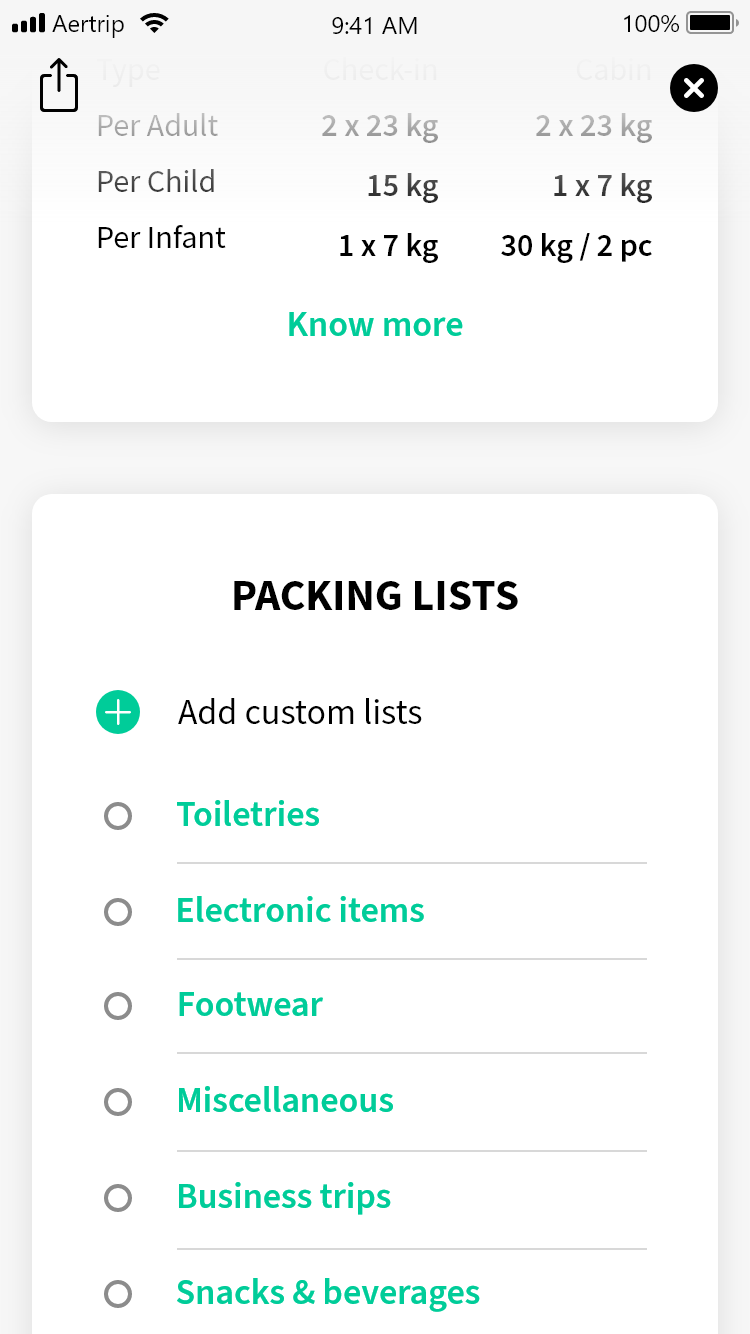 Aertrip 9:41 AM 100%
Type Check-in Cabin
Per Adult 2 x 23 kg 2 x 23 kg
Per Child 15 kg 1 x 7 kg
Per Infant 1 x 7 kg 30 kg / 2 pc
Know more
PACKING LISTS
Add custom lists
Toiletries
Electronic items
Footwear
Miscellaneous
Business trips
Snacks & beverages